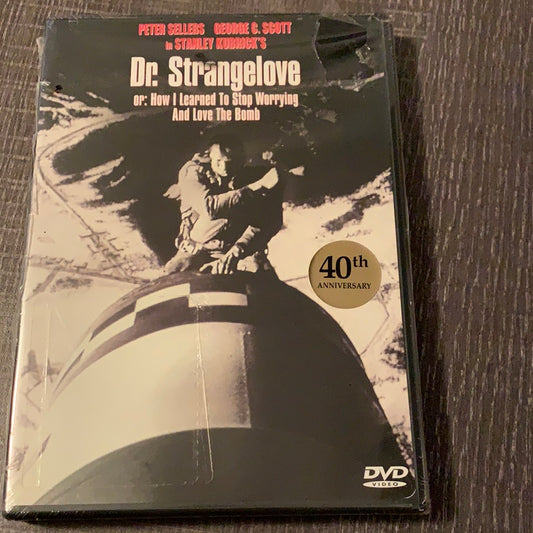 PETER SELLERS GEORGE C. SCOTT
in STANLEY KUBRICK'S
Dr. Strangelove
or: How I Learned To Stop Worrying
And Love The Bomb
40th
ANNIVERSARY
DVD
VIDEO